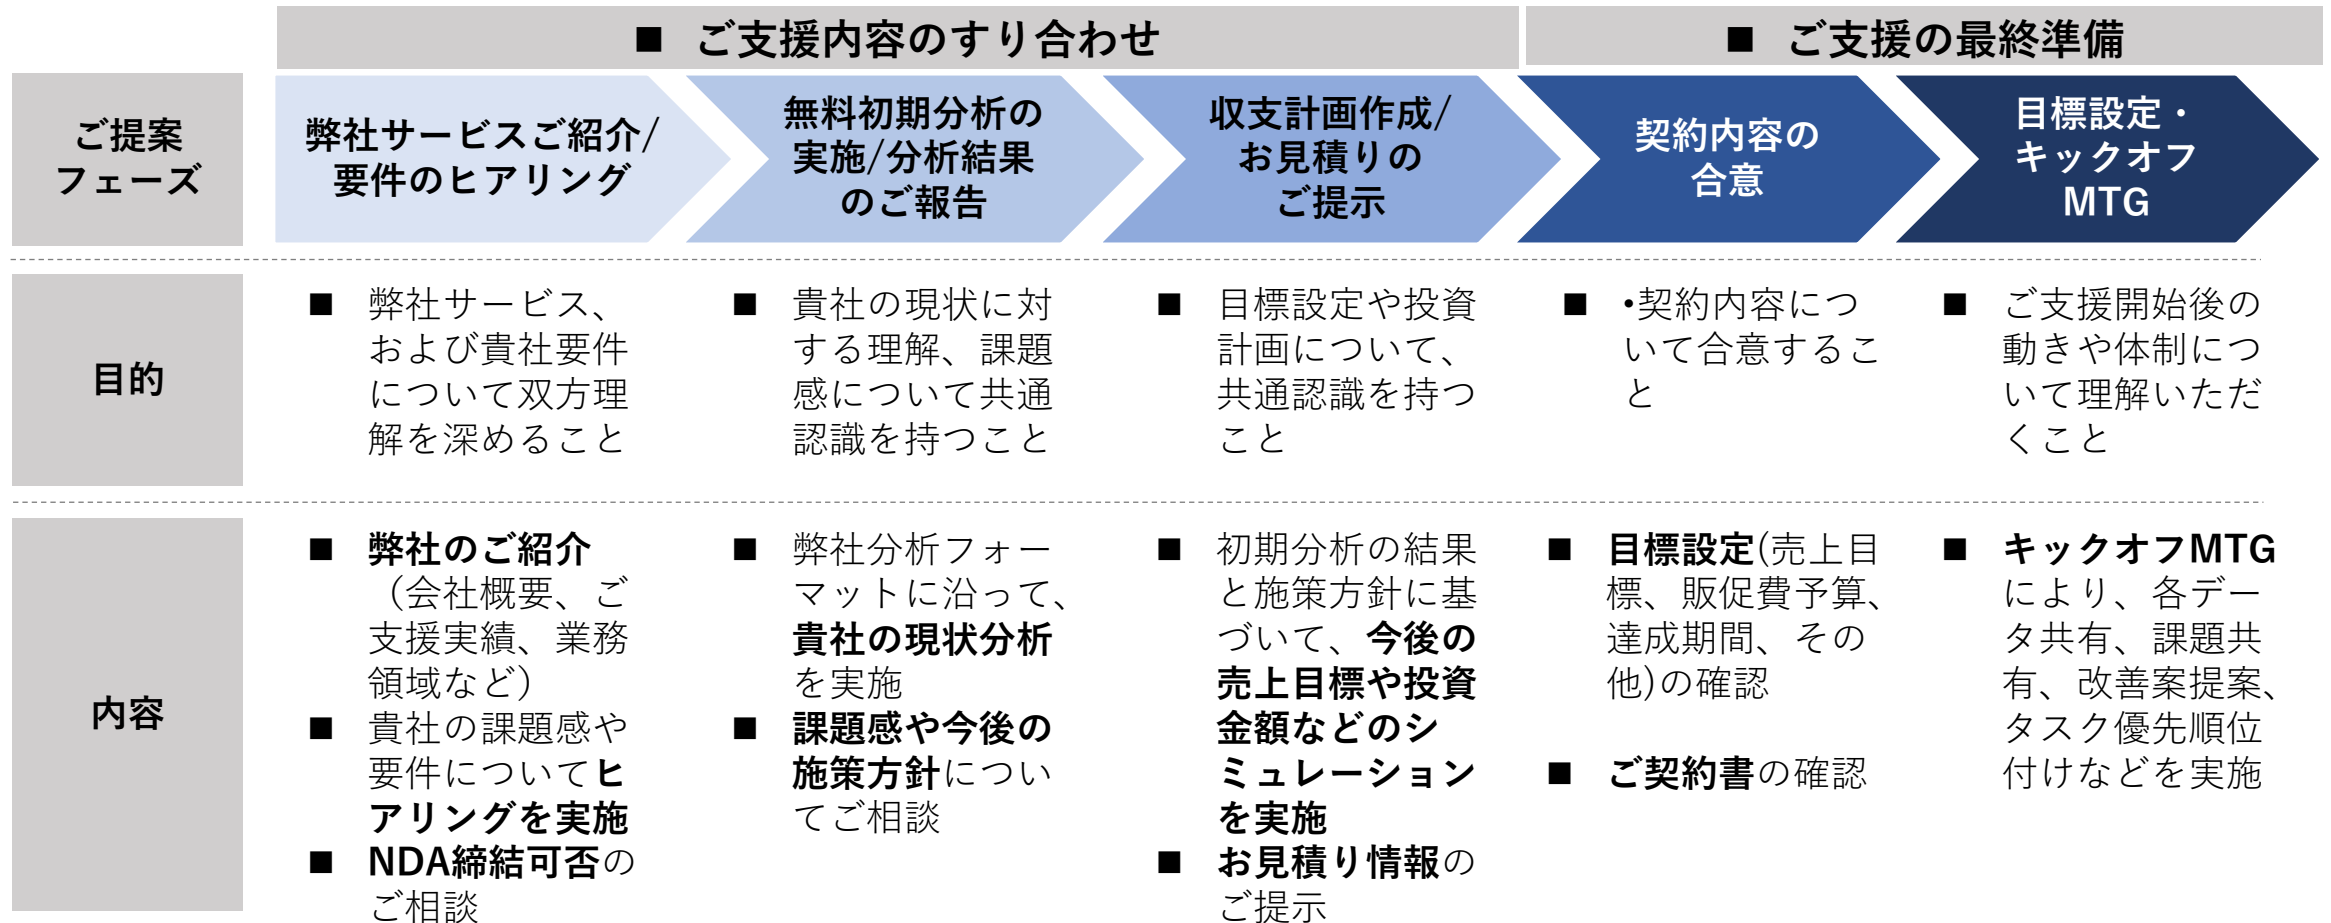 ■ ご支援内容のすり合わせ
■ ご支援の最終準備
ご提案
フェーズ
弊社サービスご紹介/
要件のヒアリング
無料初期分析の
実施/分析結果
のご報告
収支計画作成/
お見積りの
ご提示
契約内容の
合意
目標設定・
キックオフ
MTG
目的
■ 弊社サービス、
および貴社要件
について双方理
解を深めること
■ 貴社の現状に対
する理解、課題
感について共通
認識を持つこと
■ 目標設定や投資
計画について、
共通認識を持つ
こと
■ •契約内容につ
いて合意するこ
と
■ ご支援開始後の
動きや体制につ
いて理解いただ
くこと
内容
■ 弊社のご紹介
（会社概要、ご
支援実績、業務
領域など）
■ 貴社の課題感や
要件についてヒ
アリングを実施
■ NDA締結可否の
ご相談
■ 弊社分析フォー
マットに沿って、
貴社の現状分析
を実施
■ 課題感や今後の
施策方針につい
てご相談
■ 初期分析の結果
と施策方針に基
づいて、今後の
売上目標や投資
金額などのシ
ミュレーション
を実施
■ お見積り情報の
ご提示
■ 目標設定(売上目
標、販促費予算、
達成期間、その
他)の確認
■ ご契約書の確認
■ キックオフMTG
により、各デー
タ共有、課題共
有、改善案提案、
タスク優先順位
付けなどを実施